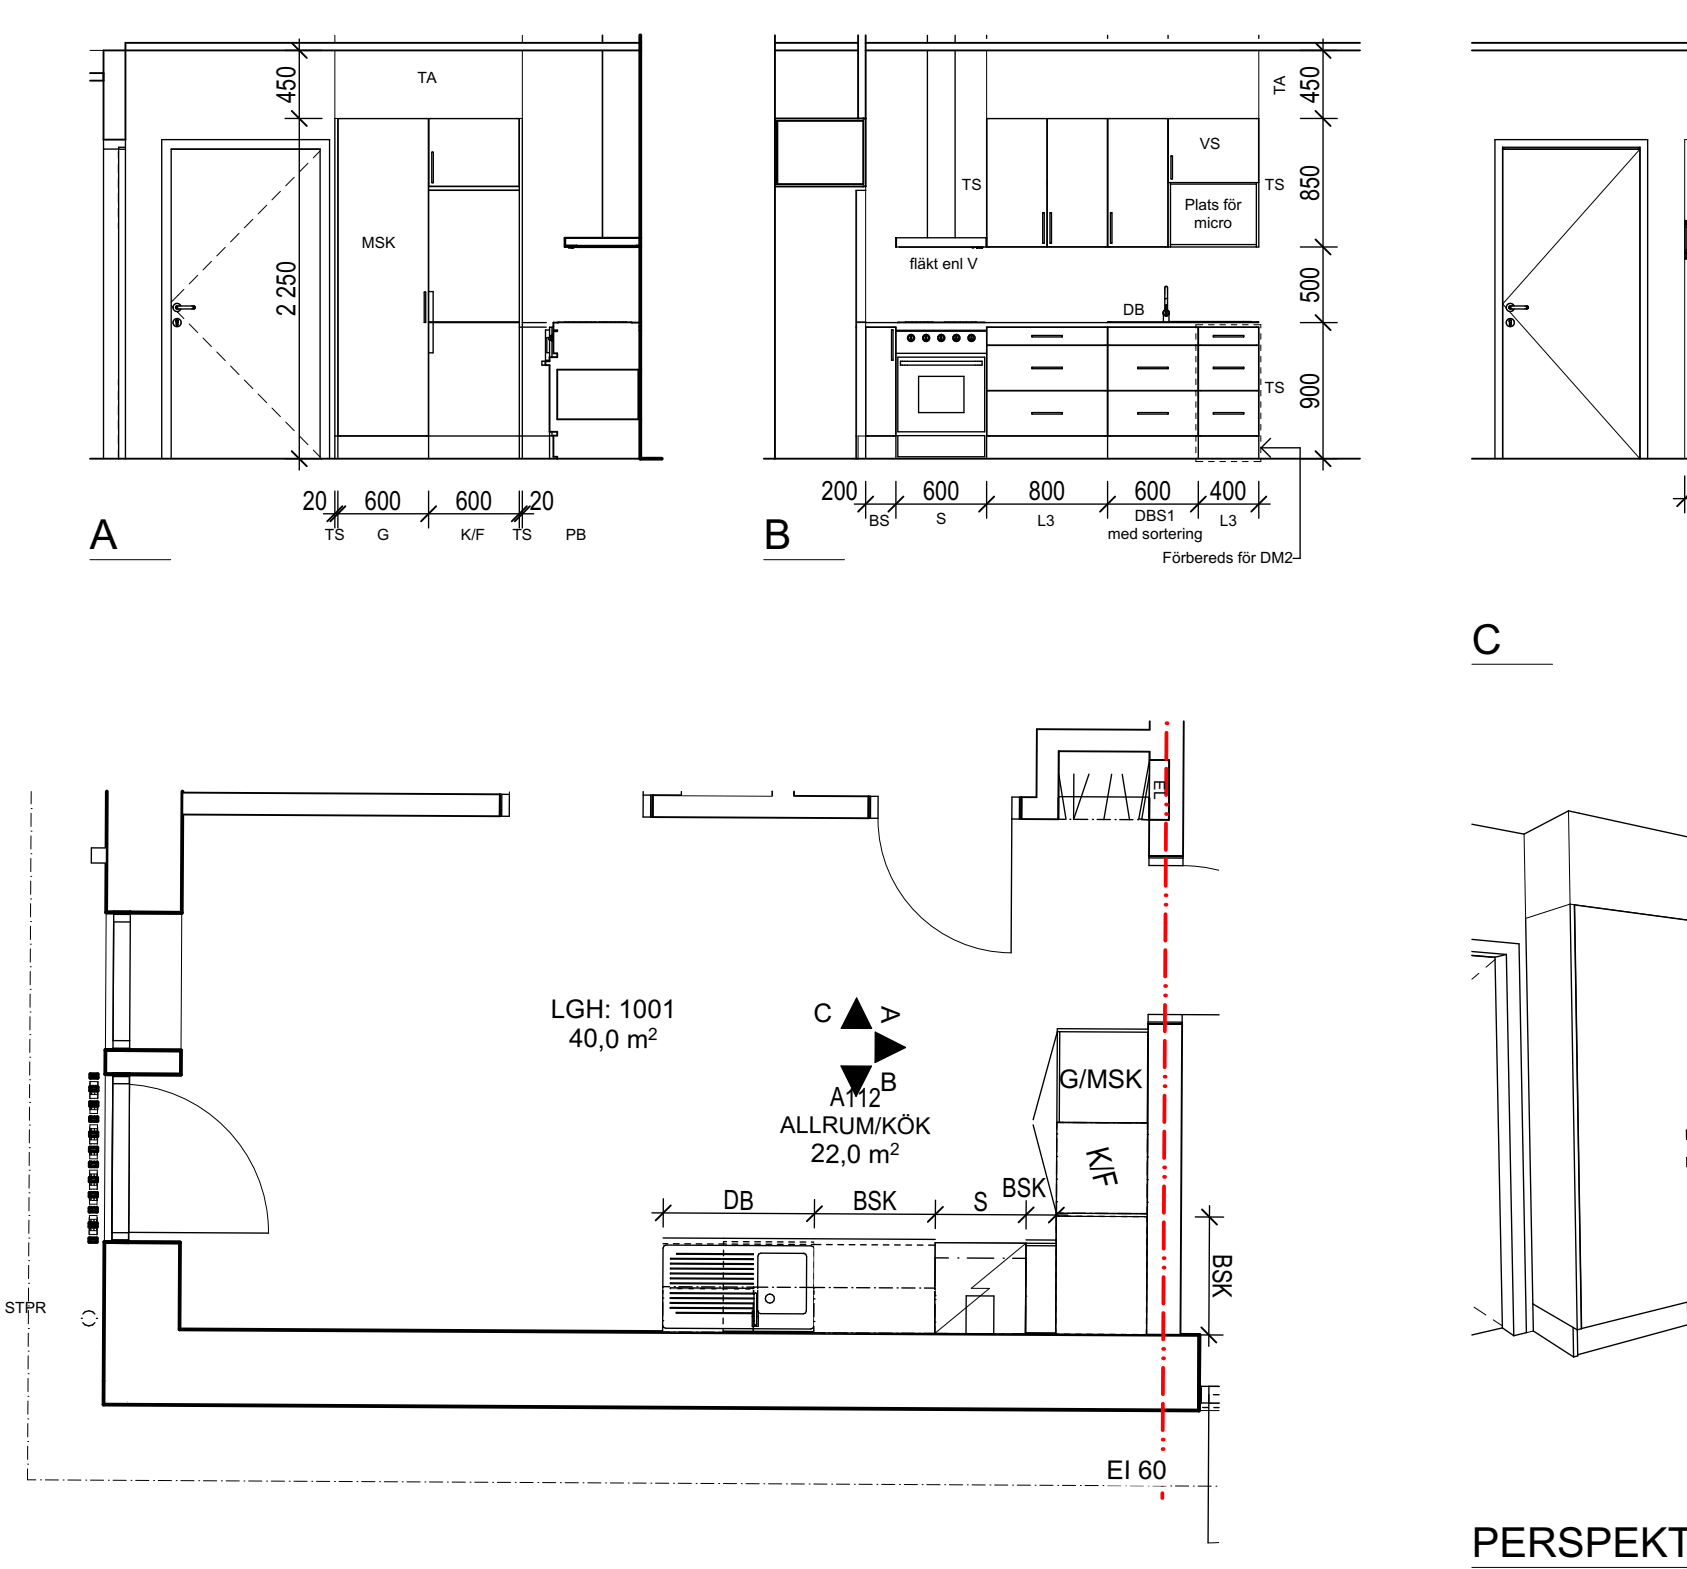 TA
450
MSK
2 250
20 600 600 20
TS G K/F TS PB
A
TA
450
VS
TS
TS
850
Plats för
micro
fläkt enl V
500
DB
TS
900
200 600 800 600 400
BS S L3 DBS1 L3
med sortering
Förbereds för DM2
B
C
EL
LGH: 1001
40,0 m²
C A
B
A112
ALLRUM/KÖK
22,0 m²
G/MSK
K/F
DB BSK S BSK
BSK
STPR
EI 60
PERSPEKT